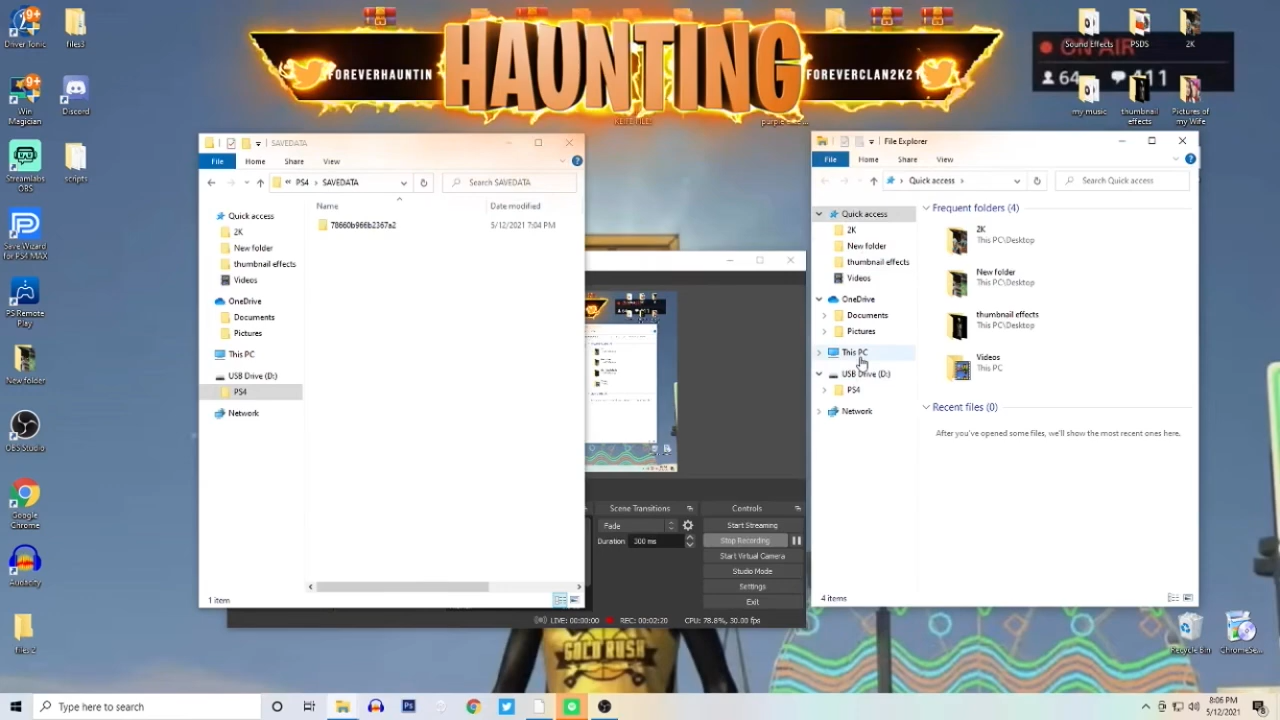 HAUNTING
FOREVERHAUNTIN
FOREVERCLAN2K21
ON AIR
64
411
Driver Tonic
files3
Win Magician
Discord
Streamlabs OBS
scripts
Save Wizard for PS4 MAX
PS Remote Play
New folder
OBS Studio
Google Chrome
Audacity
files 2
Sound Effects
PSDS
2K
my music
thumbnail effects
Pictures of my Wife
SAVEDATA
File
Home
Share
View
PS4 > SAVEDATA
Search SAVEDATA
Name
Date modified
78660b966b2367a2
5/12/2021 7:04 PM
Quick access
2K
New folder
thumbnail effects
Videos
OneDrive
Documents
Pictures
This PC
USB Drive (D:)
PS4
Network
1 item
Scene Transitions
Fade
Duration
300 ms
Controls
Start Streaming
Stop Recording
Start Virtual Camera
Studio Mode
Settings
Exit
LIVE: 00:00:00
REC: 00:02:20
CPU: 78.8%, 30.00 fps
File Explorer
File
Home
Share
View
Quick access >
Search Quick access
Quick access
2K
New folder
thumbnail effects
Videos
OneDrive
Documents
Pictures
This PC
USB Drive (D:)
PS4
Network
Frequent folders (4)
2K
This PC\Desktop
New folder
This PC\Desktop
thumbnail effects
This PC\Desktop
Videos
This PC
Recent files (0)
After you've opened some files, we'll show the most recent ones here.
4 items
GOLD RUSH
Recycle Bin
ChromeSe...
Type here to search
8:06 PM
5/12/2021